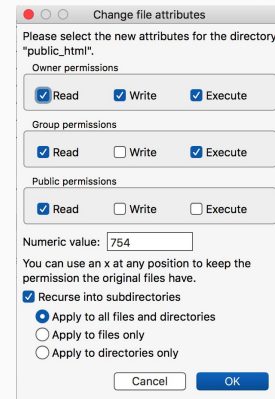 Change file attributes
Please select the new attributes for the directory
"public_html".
Owner permissions
Read Write Execute
Group permissions
Read Write Execute
Public permissions
Read Write Execute
Numeric value: 754
You can use an x at any position to keep the
permission the original files have.
Recurse into subdirectories
Apply to all files and directories
Apply to files only
Apply to directories only
Cancel OK